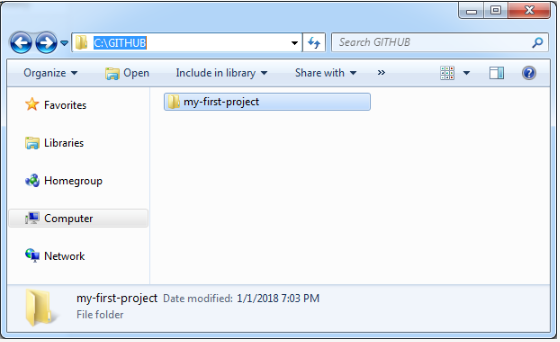 C:\GITHUB Search GITHUB
Organize Open Include in library Share with »
Favorites
Libraries
Homegroup
Computer
Network
my-first-project
my-first-project Date modified: 1/1/2018 7:03 PM
File folder